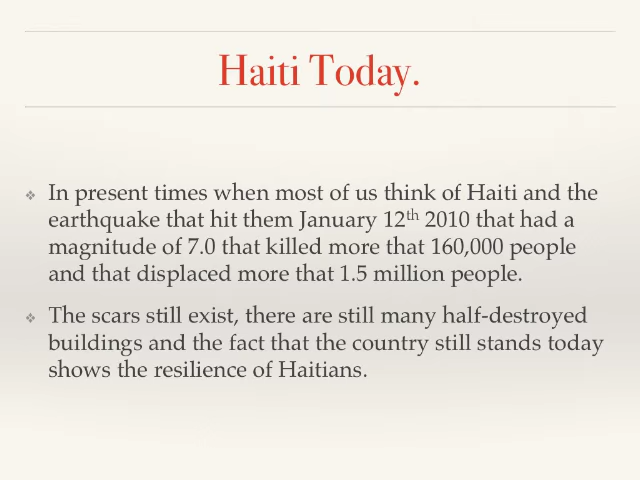 Haiti Today.
❖ In present times when most of us think of Haiti and the
earthquake that hit them January 12th 2010 that had a
magnitude of 7.0 that killed more that 160,000 people
and that displaced more that 1.5 million people.
❖ The scars still exist, there are still many half-destroyed
buildings and the fact that the country still stands today
shows the resilience of Haitians.